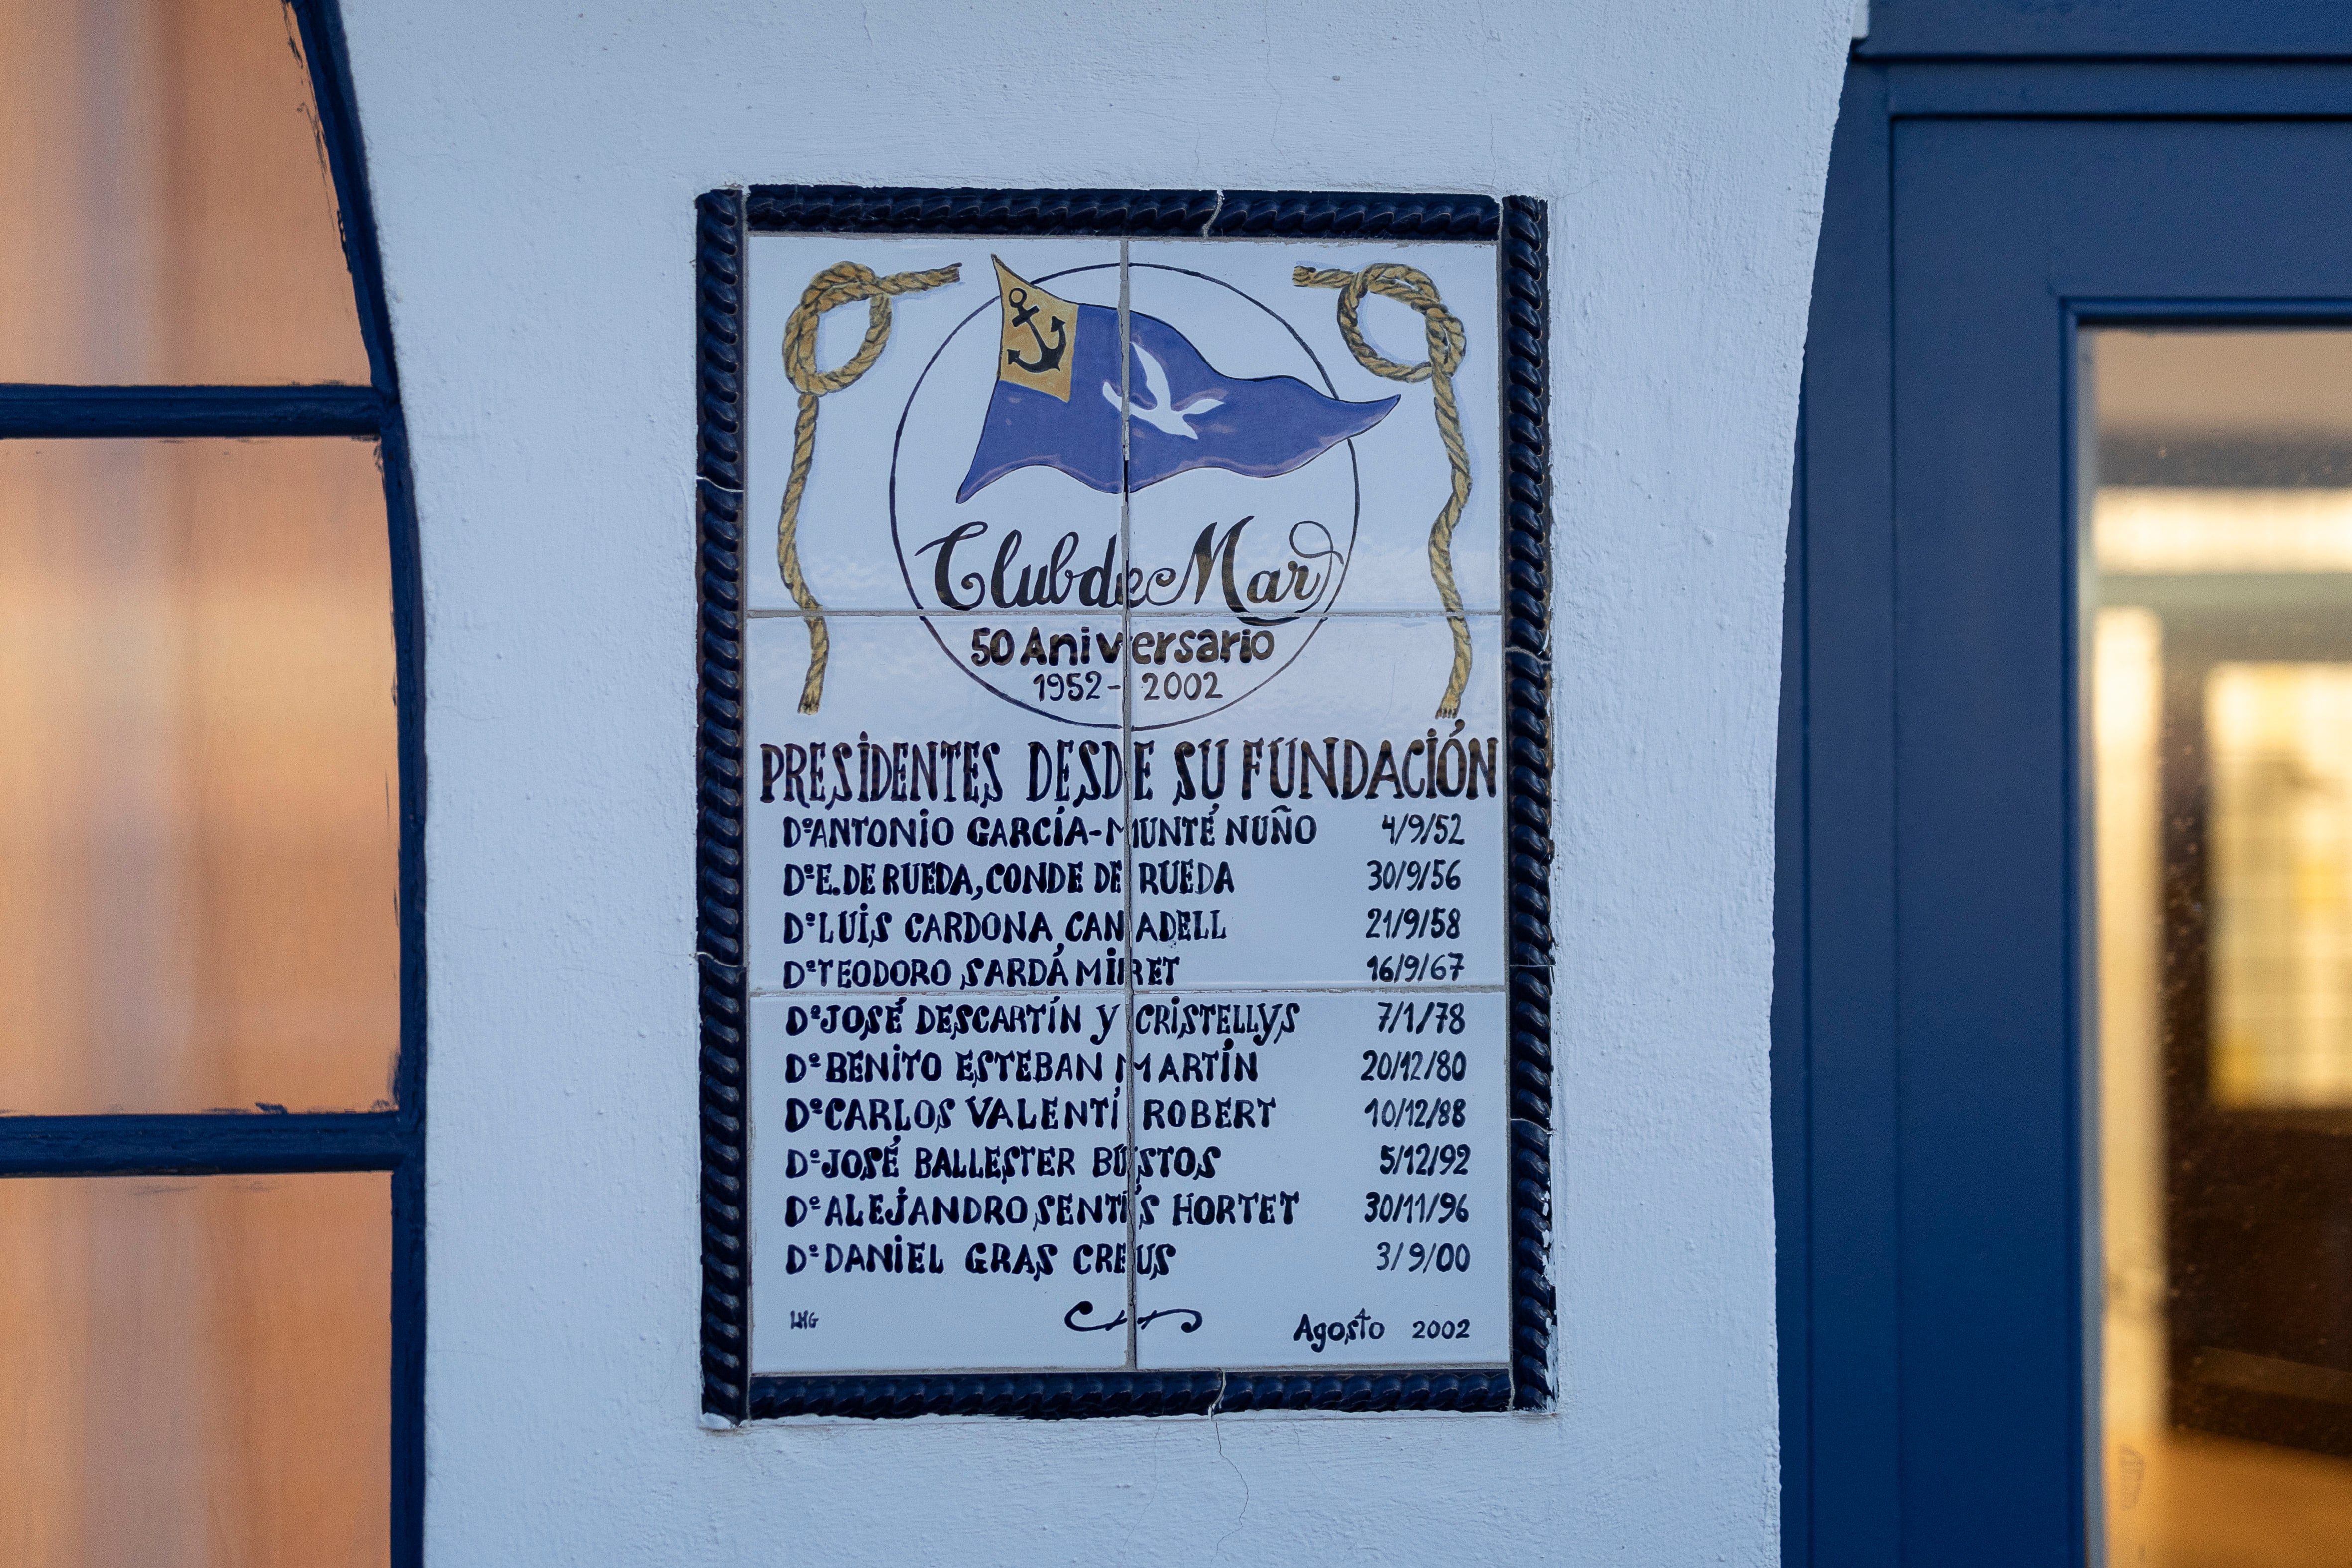 Club de Mar
50 Aniversario
1952-2002
PRESIDENTES DESDE SU FUNDACIÓN
Dº ANTONIO GARCÍA-MUNTÉ NUÑO 4/9/52
Dº E. DE RUEDA, CONDE DE RUEDA 30/9/56
Dº LUIS CARDONA CANADELL 21/9/58
Dº TEODORO SARDÁ MIRET 16/9/67
Dº JOSÉ DESCARTÍN Y CRISTELLYS 7/1/78
Dº BENITO ESTEBAN MARTÍN 20/12/80
Dº CARLOS VALENTÍ ROBERT 10/12/88
Dº JOSÉ BALLESTER BUSTOS 5/12/92
Dº ALEJANDRO SENTÍS HORTET 30/11/96
Dº DANIEL GRAS CREUS 3/9/00
Agosto 2002